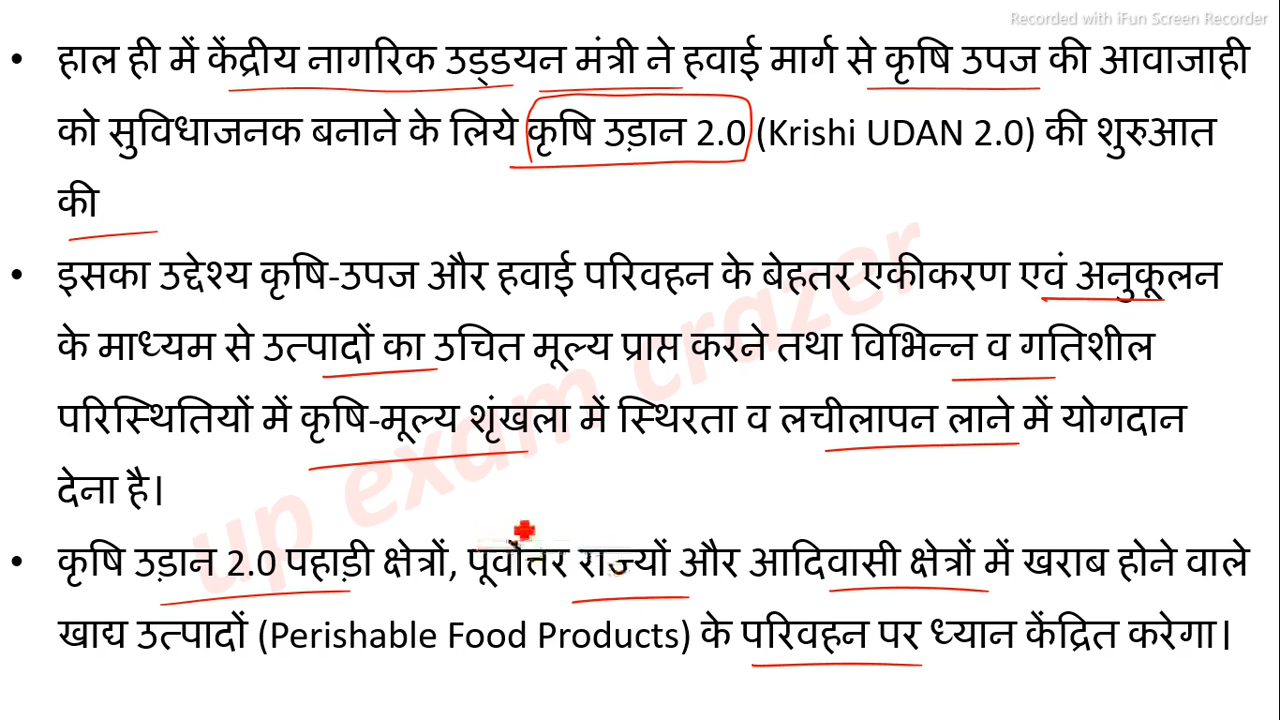 Recorded with iFun Screen Recorder
• हाल ही में केंद्रीय नागरिक उड्डयन मंत्री ने हवाई मार्ग से कृषि उपज की आवाजाही
को सुविधाजनक बनाने के लिये कृषि उड़ान 2.0 (Krishi UDAN 2.0) की शुरुआत
की
• इसका उद्देश्य कृषि-उपज और हवाई परिवहन के बेहतर एकीकरण एवं अनुकूलन
के माध्यम से उत्पादों का उचित मूल्य प्राप्त करने तथा विभिन्न व गतिशील
परिस्थितियों में कृषि-मूल्य शृंखला में स्थिरता व लचीलापन लाने में योगदान
देना है।
• कृषि उड़ान 2.0 पहाड़ी क्षेत्रों, पूर्वोत्तर राज्यों और आदिवासी क्षेत्रों में खराब होने वाले
खाद्य उत्पादों (Perishable Food Products) के परिवहन पर ध्यान केंद्रित करेगा।
up exam crazer